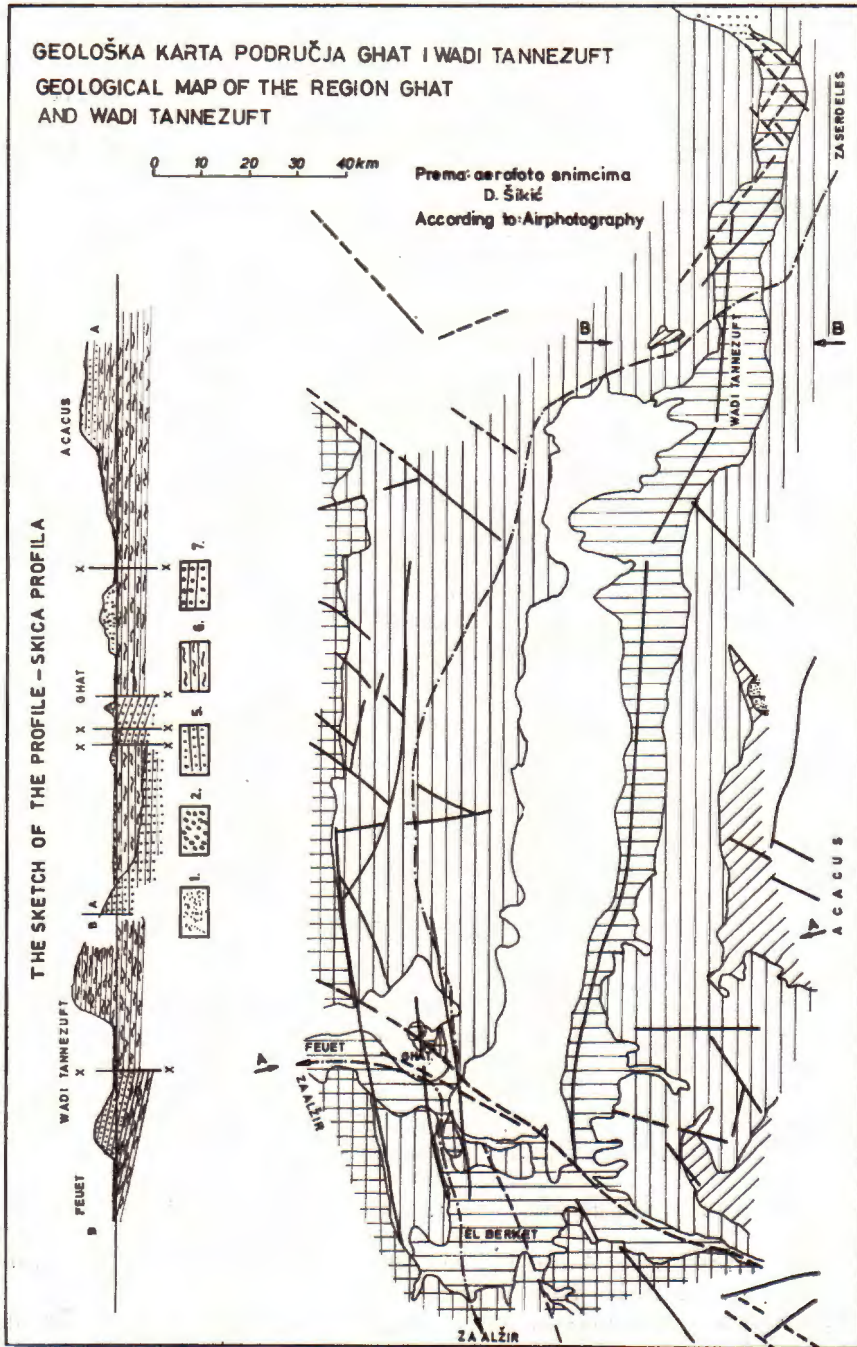 GEOLOŠKA KARTA PODRUČJA GHAT I WADI TANNEZUFT
GEOLOGICAL MAP OF THE REGION GHAT
AND WADI TANNEZUFT
0 10 20 30 40 km
Prema: aerofoto snimcima
D. Šikić
According to: Airphotography
ZA SERDELES
B
B
WADI TANNEZUFT
THE SKETCH OF THE PROFILE – SKICA PROFILA
B
FEUET
WADI TANNEZUFT
X
X
B A
X X
X X
GHAT
X
X
X
X
ACACUS
A
1.
2.
5.
6.
7.
A
FEUET
GHAT
ZA ALŽIR
EL BERKET
ZA ALŽIR
A
ACACUS